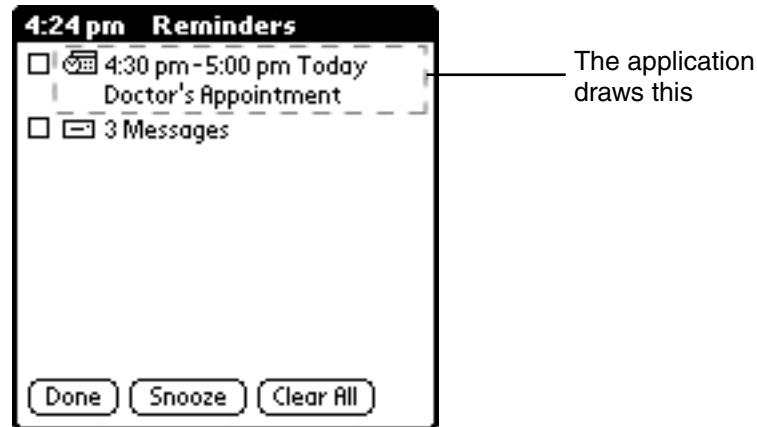 4:24 pm Reminders
4:30 pm-5:00 pm Today
Doctor's Appointment
3 Messages
Done Snooze Clear All
The application
draws this